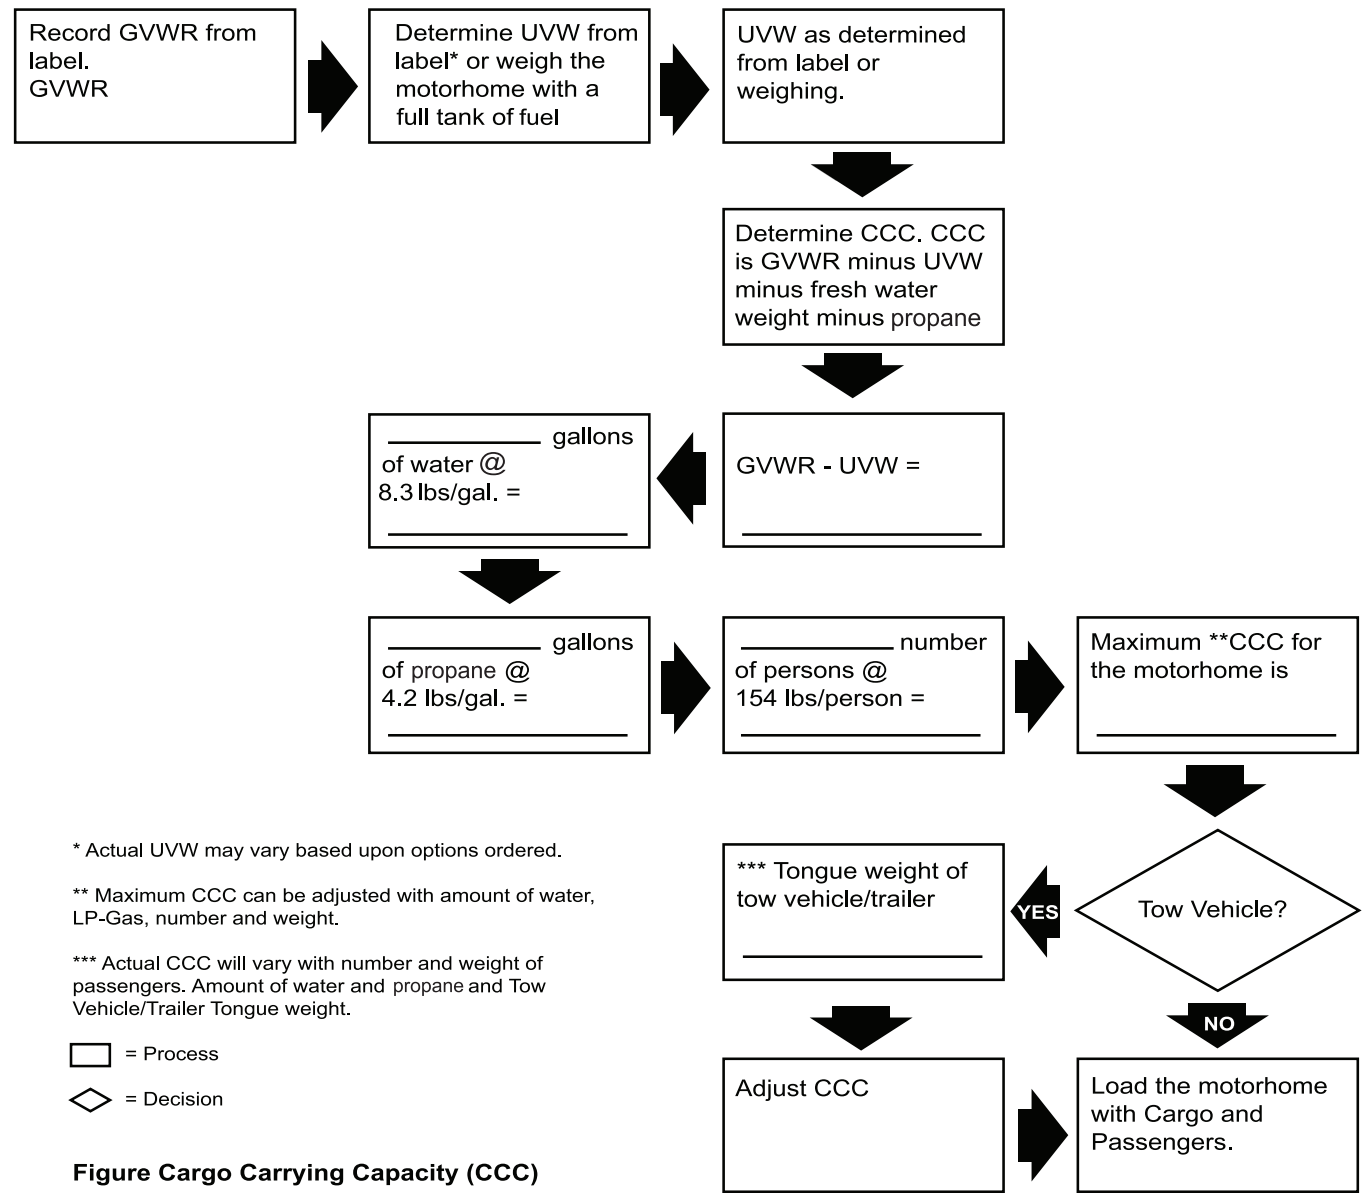 Record GVWR from
label.
GVWR
Determine UVW from
label* or weigh the
motorhome with a
full tank of fuel
UVW as determined
from label or
weighing.
Determine CCC. CCC
is GVWR minus UVW
minus fresh water
weight minus propane
GVWR - UVW =
gallons
of water @
8.3 lbs/gal. =
gallons
of propane @
4.2 lbs/gal. =
number
of persons @
154 lbs/person =
Maximum **CCC for
the motorhome is
Tow Vehicle?
YES
*** Tongue weight of
tow vehicle/trailer
NO
Adjust CCC
Load the motorhome
with Cargo and
Passengers.
* Actual UVW may vary based upon options ordered.
** Maximum CCC can be adjusted with amount of water,
LP-Gas, number and weight.
*** Actual CCC will vary with number and weight of
passengers. Amount of water and propane and Tow
Vehicle/Trailer Tongue weight.
= Process
= Decision
Figure Cargo Carrying Capacity (CCC)